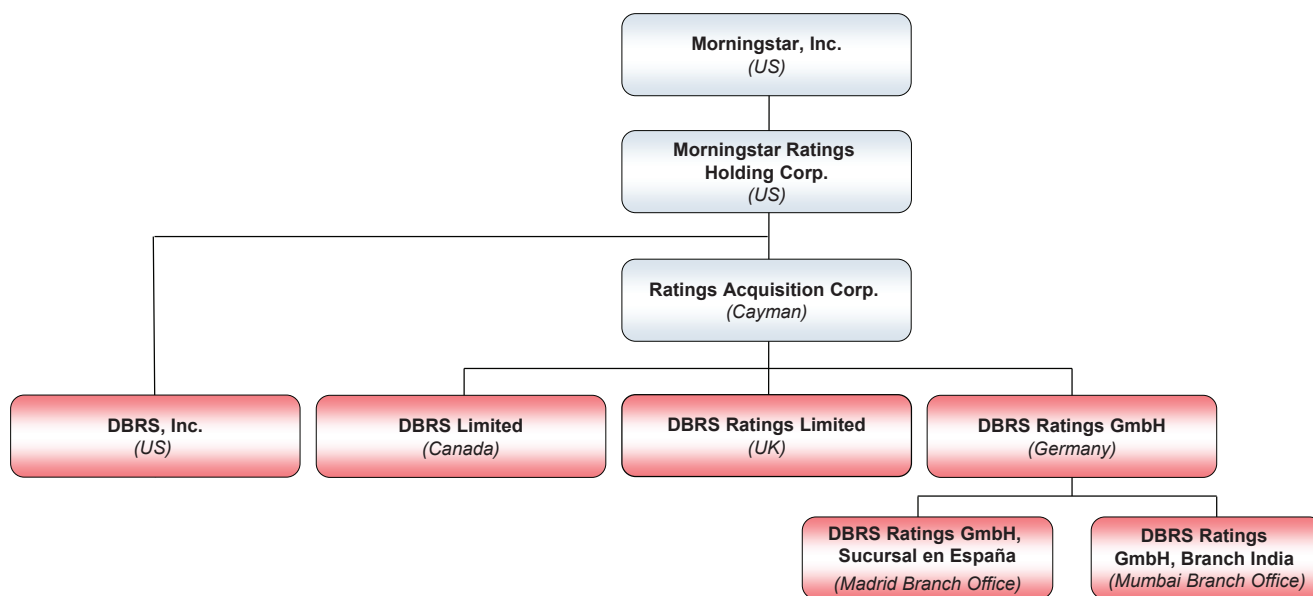 Morningstar, Inc.
(US)
Morningstar Ratings
Holding Corp.
(US)
Ratings Acquisition Corp.
(Cayman)
DBRS, Inc.
(US)
DBRS Limited
(Canada)
DBRS Ratings Limited
(UK)
DBRS Ratings GmbH
(Germany)
DBRS Ratings GmbH,
Sucursal en España
(Madrid Branch Office)
DBRS Ratings
GmbH, Branch India
(Mumbai Branch Office)